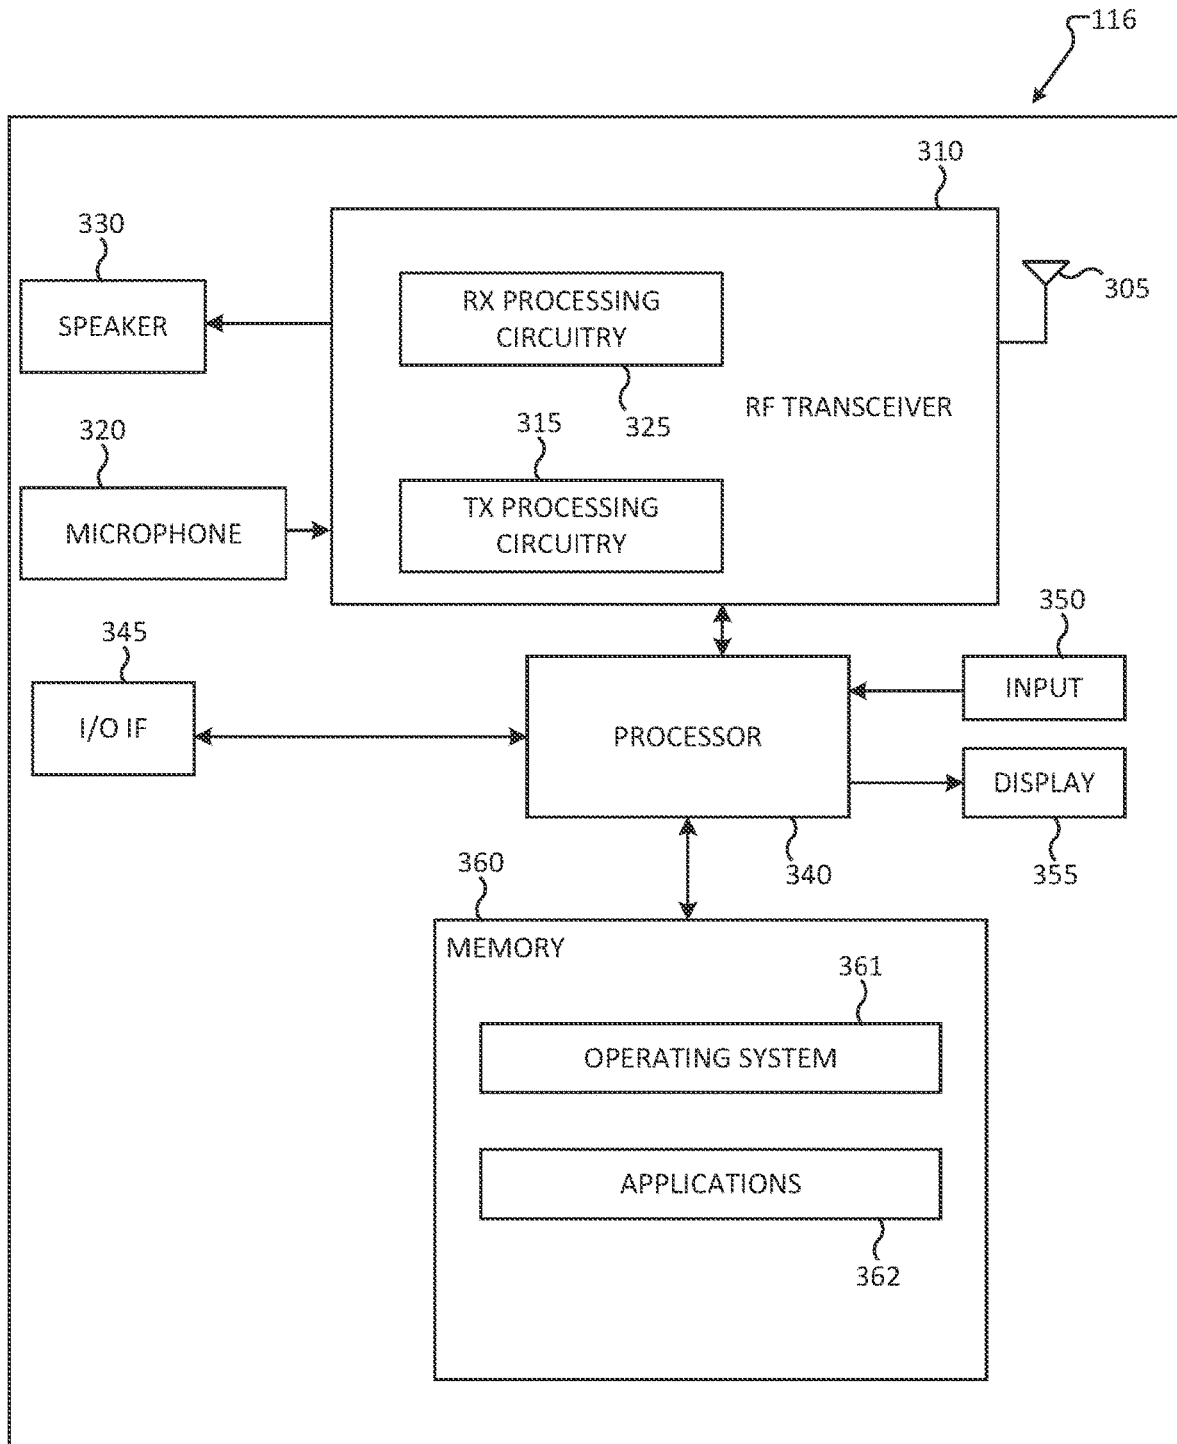 116
310
330
305
SPEAKER
RX PROCESSING
CIRCUITRY
RF TRANSCEIVER
325
315
320
MICROPHONE
TX PROCESSING
CIRCUITRY
345
350
I/O IF
PROCESSOR
INPUT
DISPLAY
340
355
360
MEMORY
361
OPERATING SYSTEM
APPLICATIONS
362